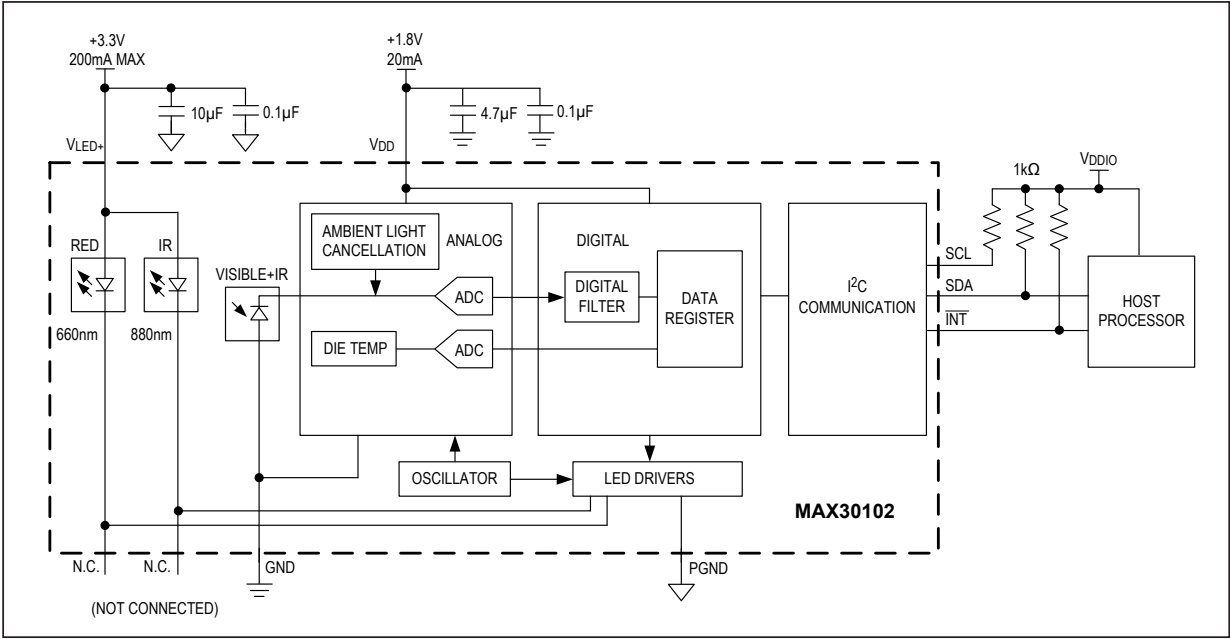 +3.3V
200mA MAX
+1.8V
20mA
10µF
0.1µF
4.7µF
0.1µF
VLED+
VDD
1kΩ
VDDIO
RED
IR
VISIBLE+IR
660nm
880nm
AMBIENT LIGHT
CANCELLATION
ANALOG
ADC
DIE TEMP
ADC
DIGITAL
DIGITAL
FILTER
DATA
REGISTER
I²C
COMMUNICATION
SCL
SDA
INT
HOST
PROCESSOR
OSCILLATOR
LED DRIVERS
MAX30102
N.C.
N.C.
GND
PGND
(NOT CONNECTED)